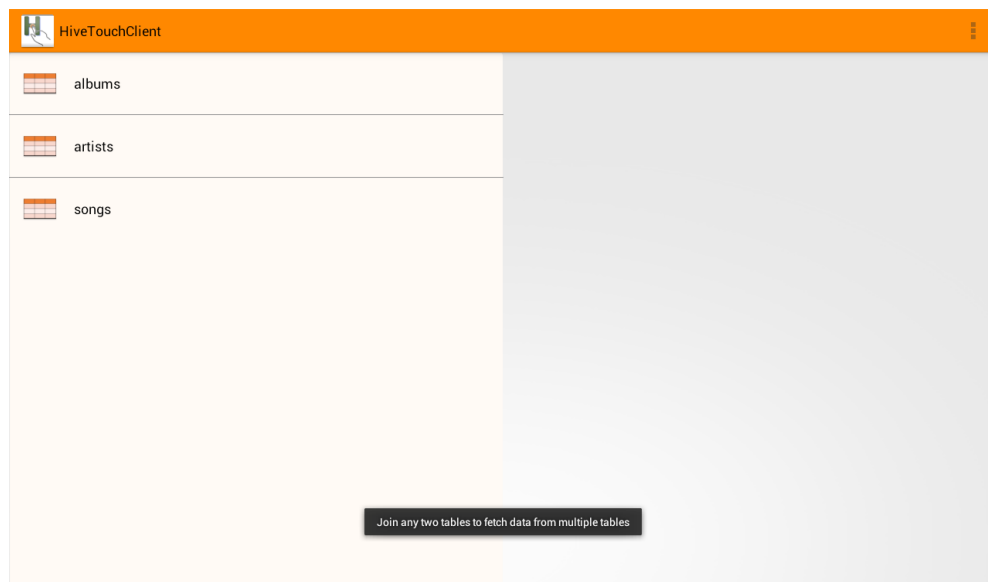 HiveTouchClient
albums
artists
songs
Join any two tables to fetch data from multiple tables